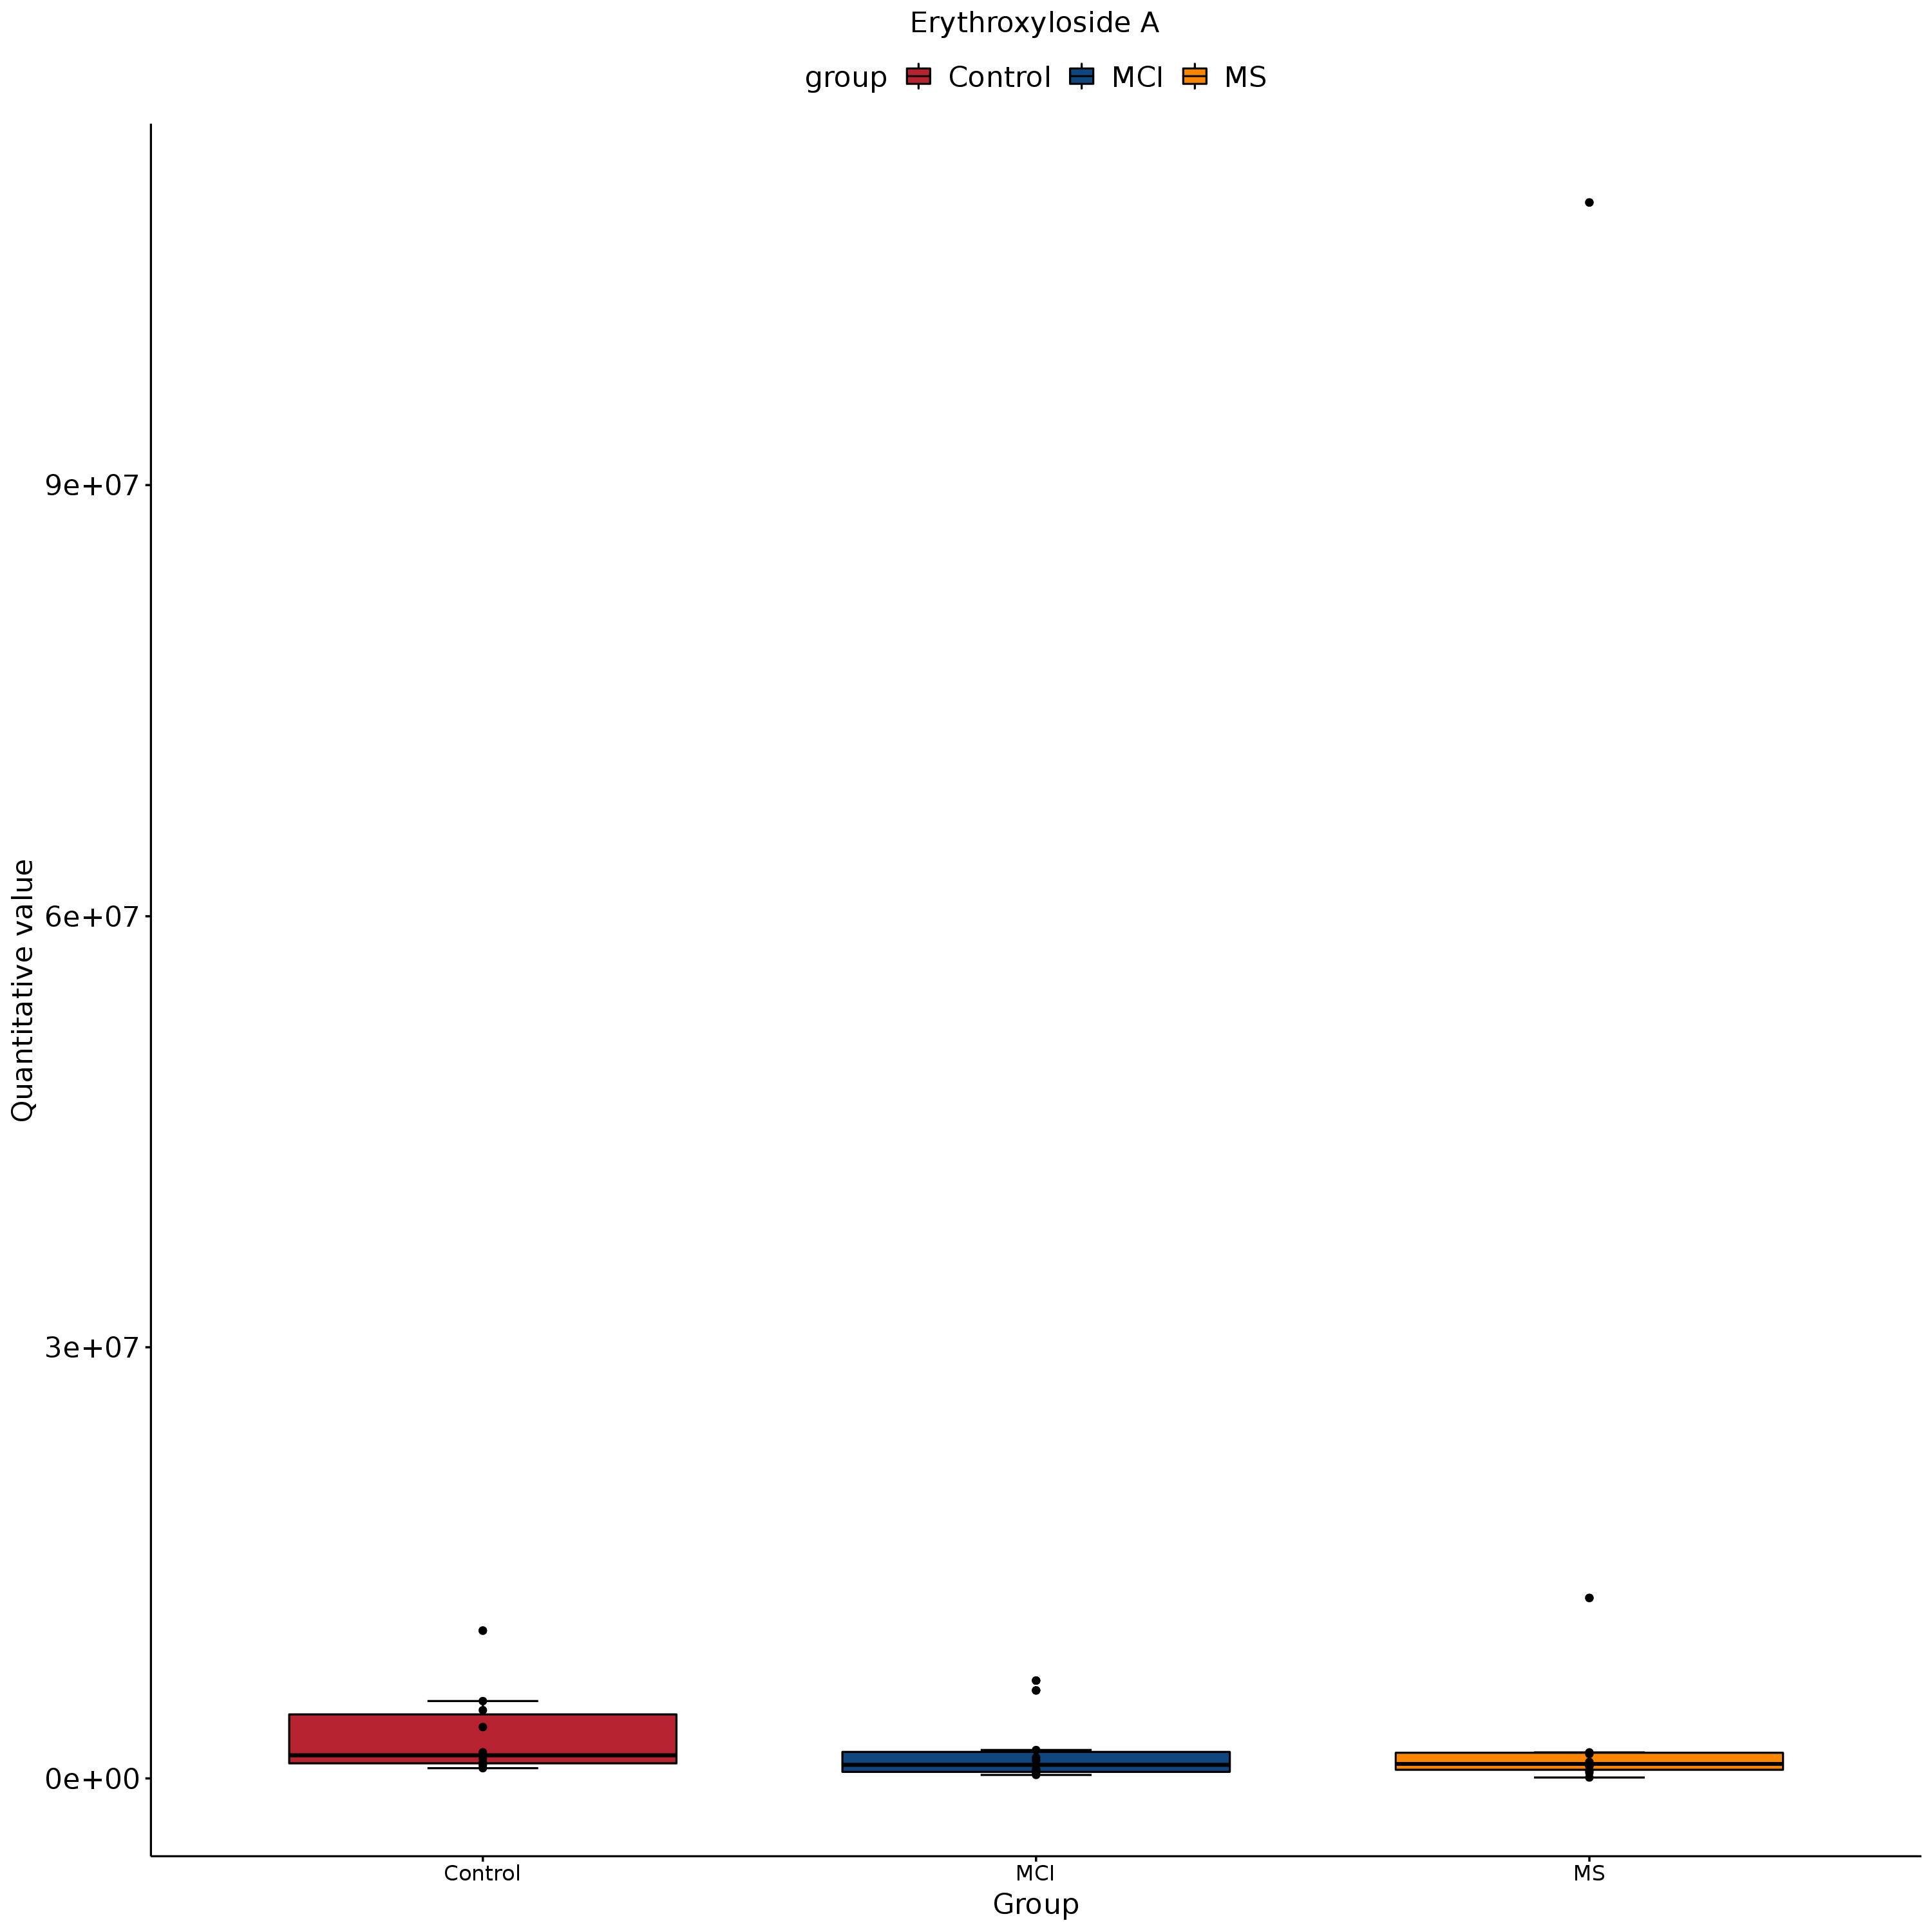 Erythroxyloside A
group Control MCI MS
Quantitative value
9e+07
6e+07
3e+07
0e+00
Control MCI MS
Group